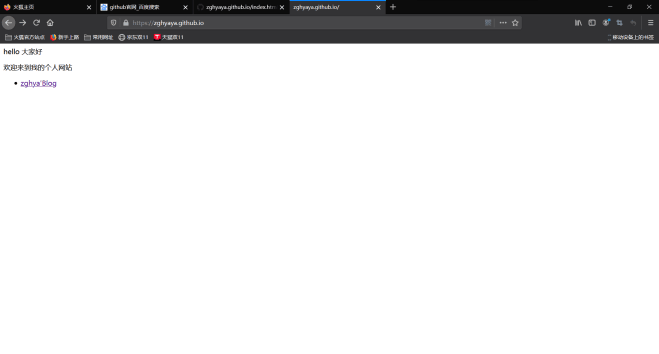 火狐主页
github官网_百度搜索
zghyaya.github.io/index.htm
zghyaya.github.io/
https://zghyaya.github.io
火狐官方站点
新手上路
常用网址
京东双11
天猫双11
移动设备上的书签
hello 大家好
欢迎来到我的个人网站
zghya'Blog